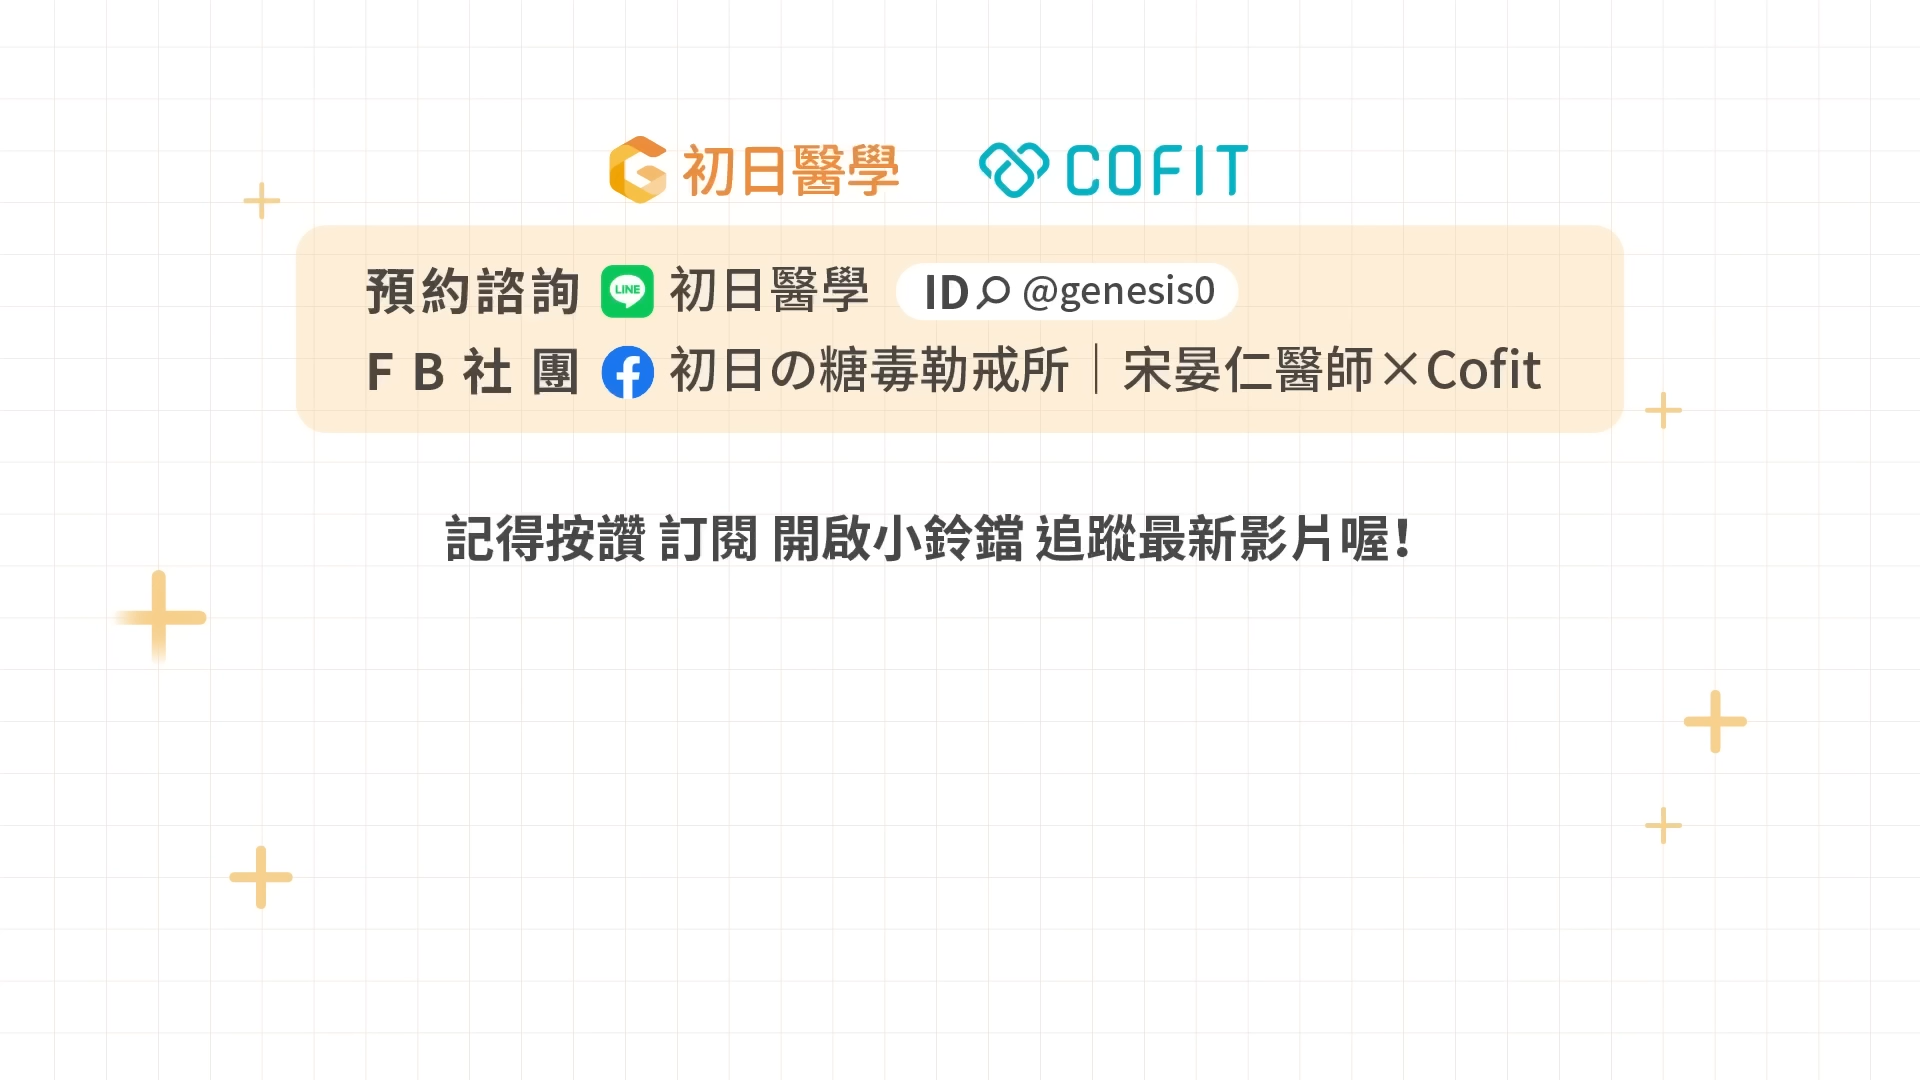 初日醫學 COFIT
預約諮詢 LINE 初日醫學 ID @genesis0
FB社團 初日の糖毒勒戒所｜宋晏仁醫師×Cofit
記得按讚 訂閱 開啟小鈴鐺 追蹤最新影片喔!